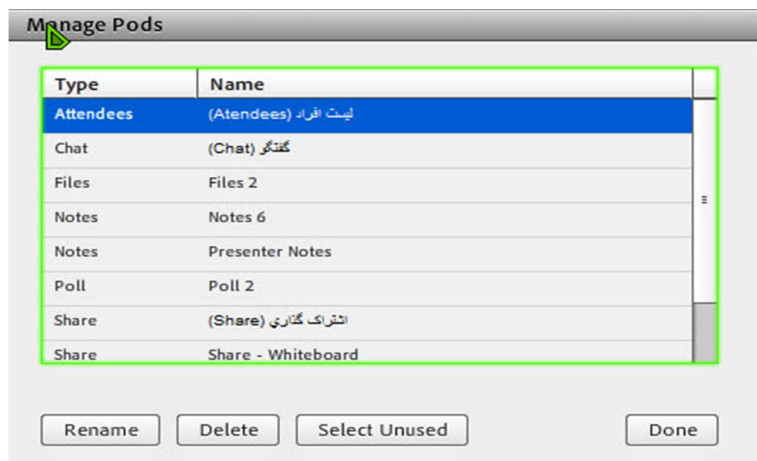 Manage Pods
Type Name
Attendees لیست افراد (Atendees)
Chat گفتگو (Chat)
Files Files 2
Notes Notes 6
Notes Presenter Notes
Poll Poll 2
Share اشتراک گذاري (Share)
Share Share - Whiteboard
Rename Delete Select Unused Done